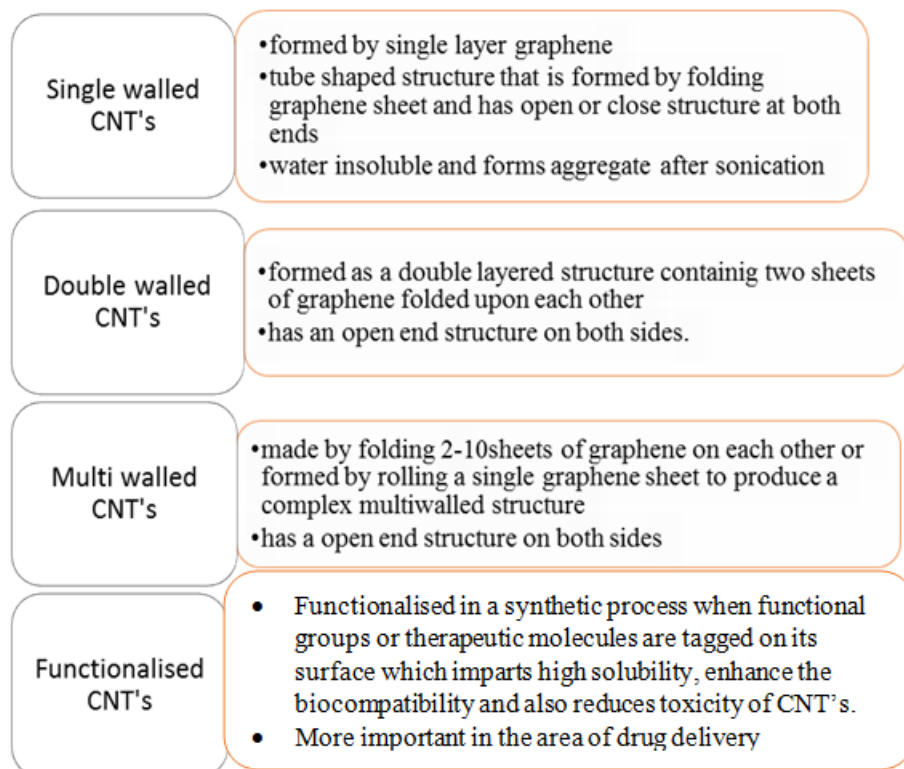 Single walled
CNT's
•formed by single layer graphene
•tube shaped structure that is formed by folding
graphene sheet and has open or close structure at both
ends
•water insoluble and forms aggregate after sonication
Double walled
CNT's
•formed as a double layered structure containig two sheets
of graphene folded upon each other
•has an open end structure on both sides.
Multi walled
CNT's
•made by folding 2-10sheets of graphene on each other or
formed by rolling a single graphene sheet to produce a
complex multiwalled structure
•has a open end structure on both sides
Functionalised
CNT's
• Functionalised in a synthetic process when functional
groups or therapeutic molecules are tagged on its
surface which imparts high solubility, enhance the
biocompatibility and also reduces toxicity of CNT’s.
• More important in the area of drug delivery